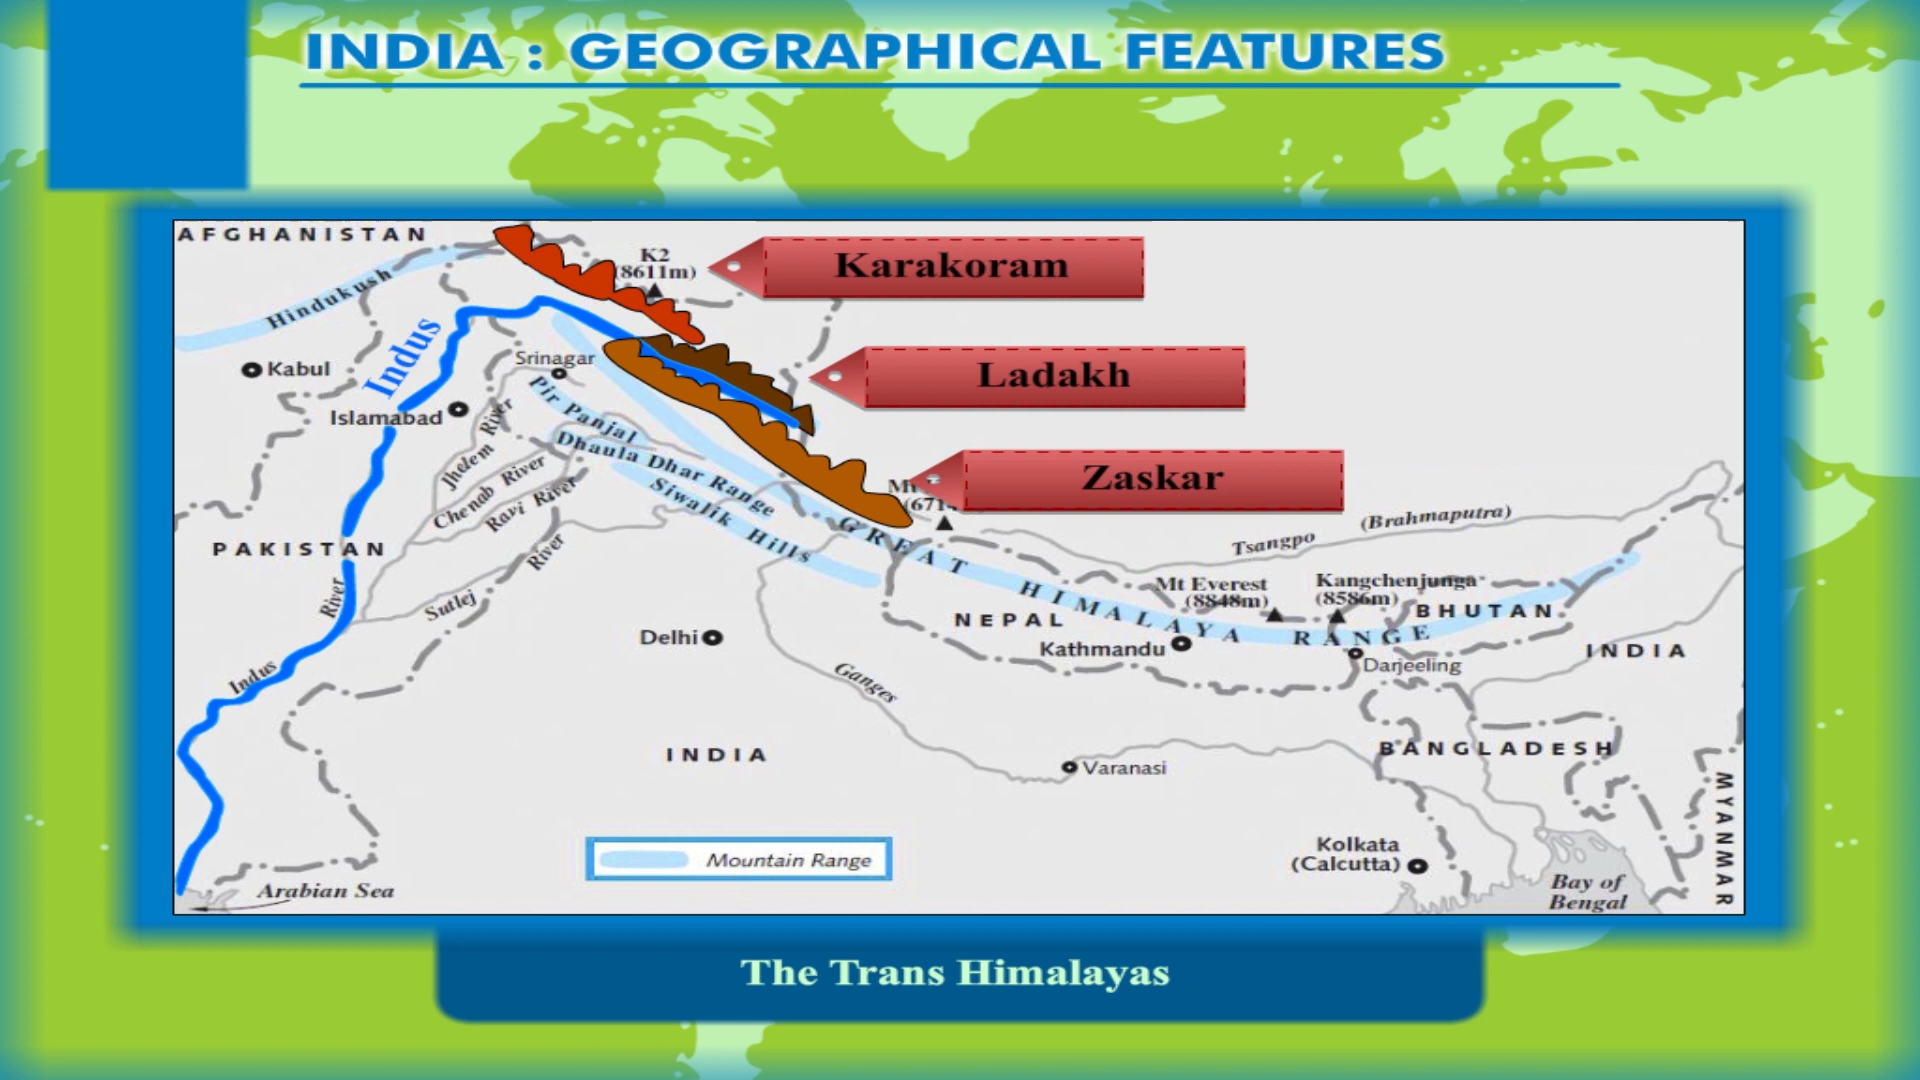 INDIA : GEOGRAPHICAL FEATURES
AFGHANISTAN
K2
(8611m)
Karakoram
Hindukush
Indus
Srinagar
Kabul
Ladakh
Islamabad
Pir Panjal
Jhelem River
Dhaula Dhar Range
Chenab River
Ravi River
Siwalik Hills
Zaskar
PAKISTAN
River
Sutlej
River
GREAT HIMALAYA RANGE
Tsangpo
(Brahmaputra)
Mt Everest
(8848m)
Kangchenjunga
(8586m)
BHUTAN
NEPAL
Delhi
Kathmandu
Darjeeling
INDIA
Indus
Ganges
INDIA
BANGLADESH
Varanasi
MYANMAR
Kolkata
(Calcutta)
Mountain Range
Arabian Sea
Bay of
Bengal
The Trans Himalayas